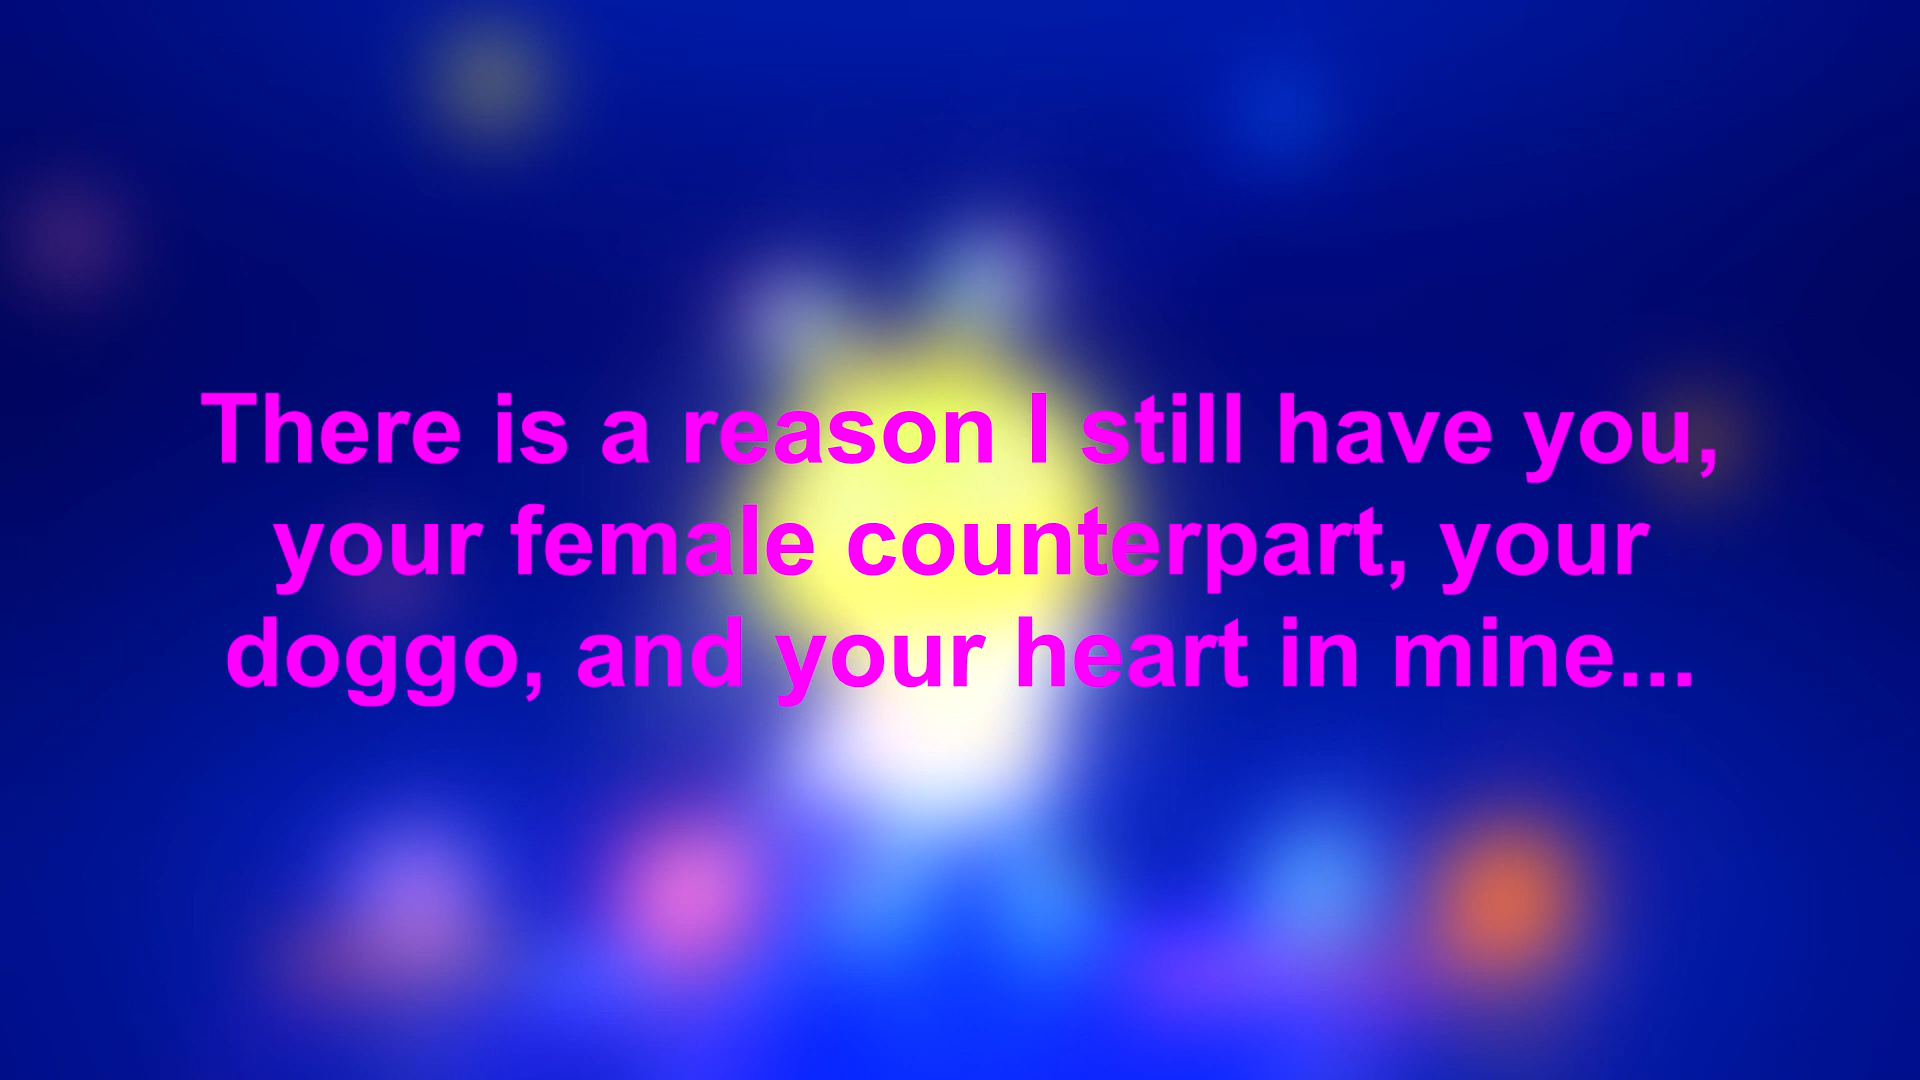 There is a reason I still have you,
your female counterpart, your
doggo, and your heart in mine...